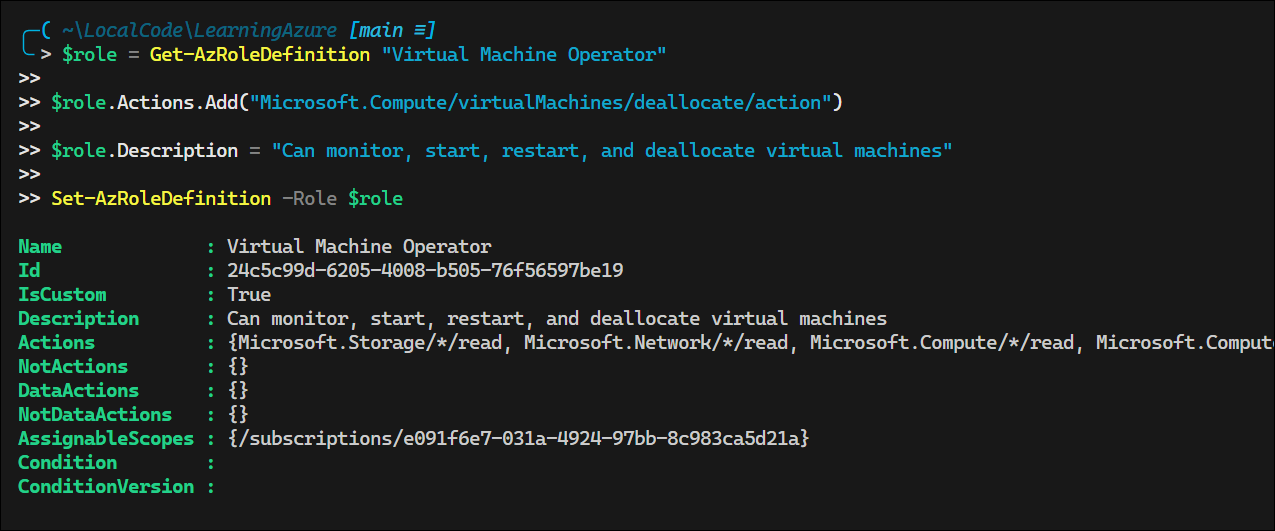 ( ~\LocalCode\LearningAzure [main ≡]
> $role = Get-AzRoleDefinition "Virtual Machine Operator"
>>
>> $role.Actions.Add("Microsoft.Compute/virtualMachines/deallocate/action")
>>
>> $role.Description = "Can monitor, start, restart, and deallocate virtual machines"
>>
>> Set-AzRoleDefinition -Role $role
Name : Virtual Machine Operator
Id : 24c5c99d-6205-4008-b505-76f56597be19
IsCustom : True
Description : Can monitor, start, restart, and deallocate virtual machines
Actions : {Microsoft.Storage/*/read, Microsoft.Network/*/read, Microsoft.Compute/*/read, Microsoft.Comput
NotActions : {}
DataActions : {}
NotDataActions : {}
AssignableScopes : {/subscriptions/e091f6e7-031a-4924-97bb-8c983ca5d21a}
Condition :
ConditionVersion :